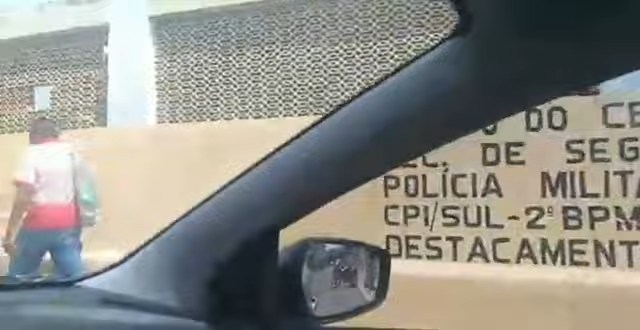 DO CE
DE SEG
POLÍCIA MILITA
CPI/SUL-2º BPM
DESTACAMENT